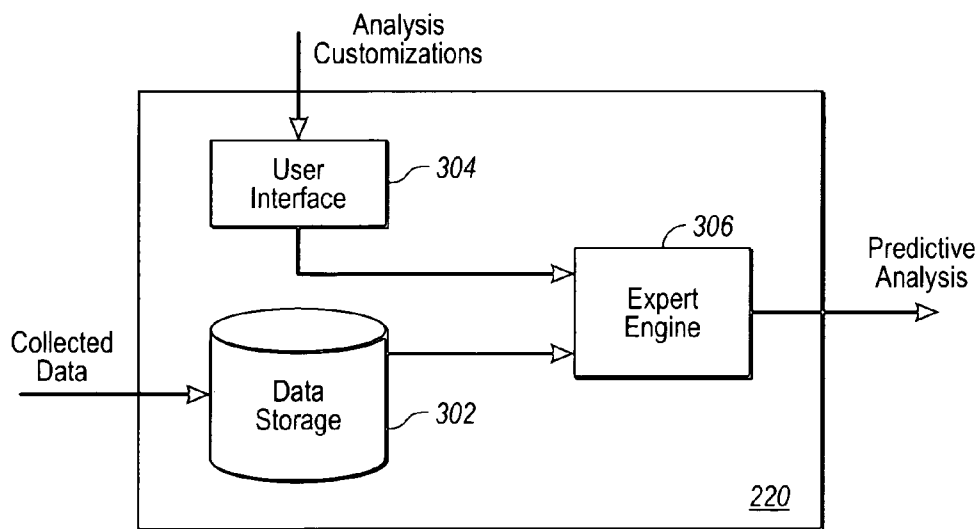 Analysis
Customizations
User
Interface
304
306
Predictive
Analysis
Expert
Engine
Collected
Data
Data
Storage
302
220